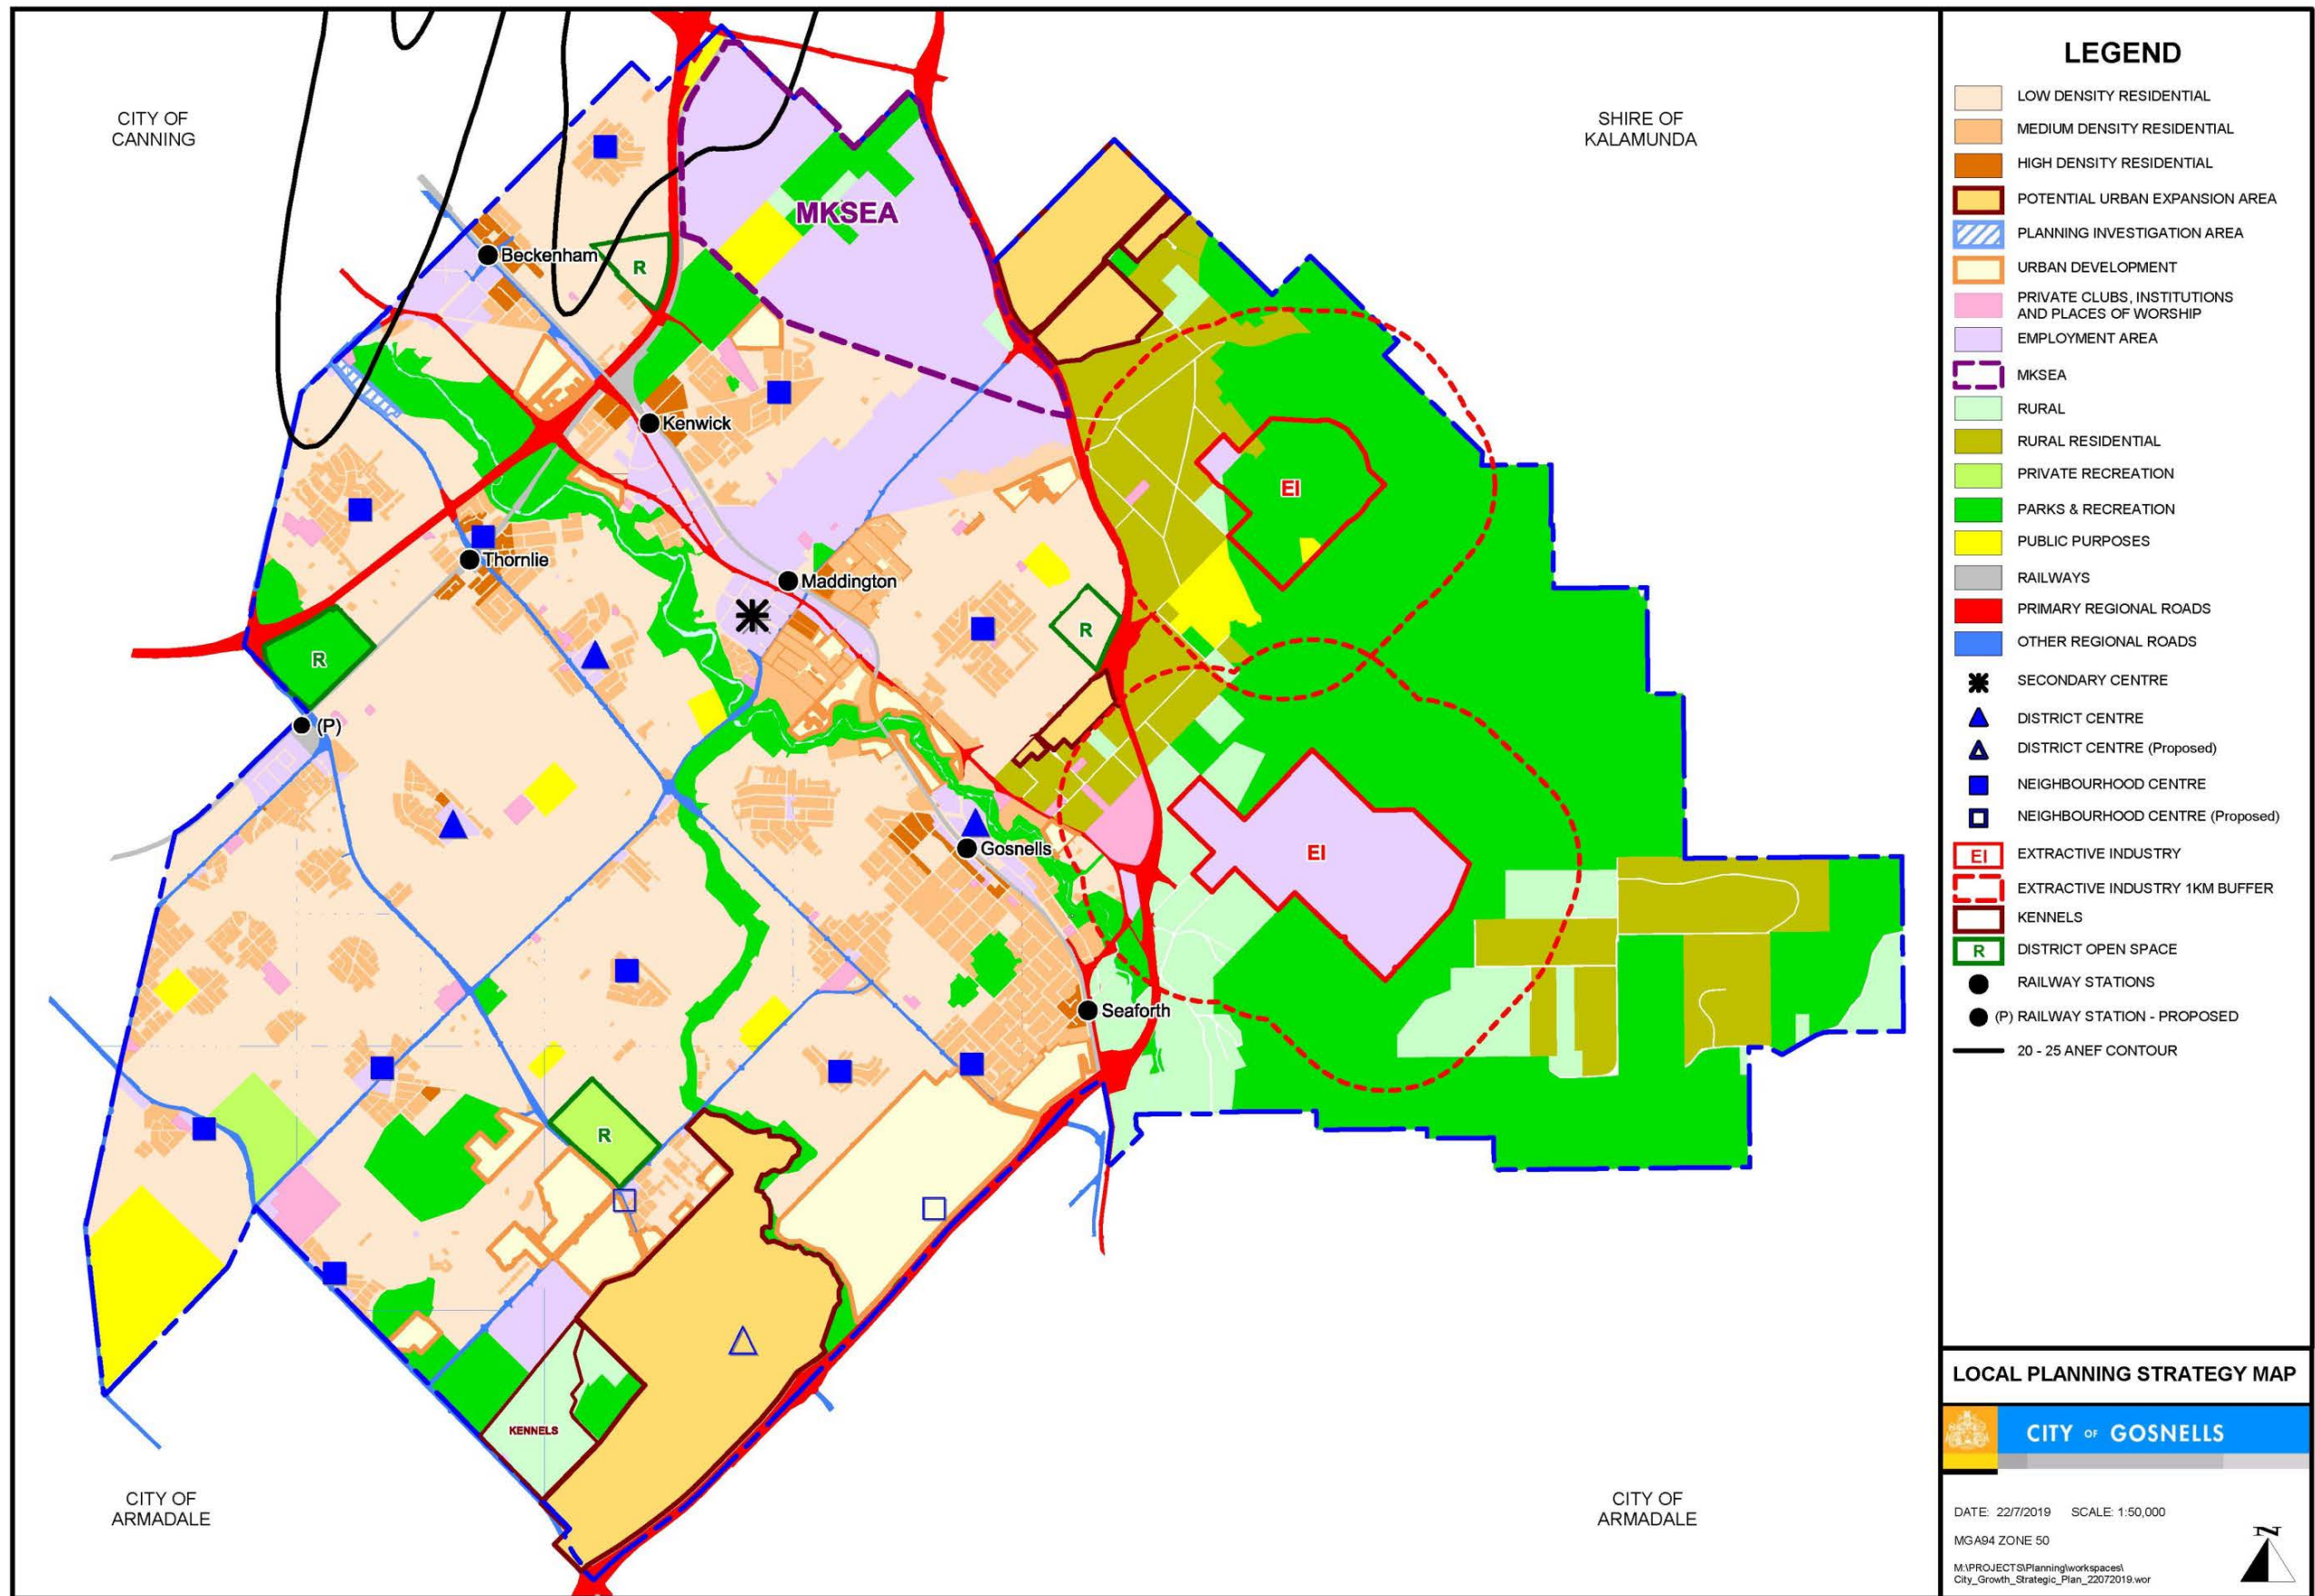 CITY OF
CANNING
SHIRE OF
KALAMUNDA
MKSEA
Beckenham
R
Kenwick
EI
Thornlie
Maddington
R
R
(P)
EI
Gosnells
Seaforth
R
KENNELS
CITY OF
ARMADALE
CITY OF
ARMADALE
LEGEND
LOW DENSITY RESIDENTIAL
MEDIUM DENSITY RESIDENTIAL
HIGH DENSITY RESIDENTIAL
POTENTIAL URBAN EXPANSION AREA
PLANNING INVESTIGATION AREA
URBAN DEVELOPMENT
PRIVATE CLUBS, INSTITUTIONS
AND PLACES OF WORSHIP
EMPLOYMENT AREA
MKSEA
RURAL
RURAL RESIDENTIAL
PRIVATE RECREATION
PARKS & RECREATION
PUBLIC PURPOSES
RAILWAYS
PRIMARY REGIONAL ROADS
OTHER REGIONAL ROADS
SECONDARY CENTRE
DISTRICT CENTRE
DISTRICT CENTRE (Proposed)
NEIGHBOURHOOD CENTRE
NEIGHBOURHOOD CENTRE (Proposed)
EI EXTRACTIVE INDUSTRY
EXTRACTIVE INDUSTRY 1KM BUFFER
KENNELS
R DISTRICT OPEN SPACE
RAILWAY STATIONS
(P) RAILWAY STATION - PROPOSED
20 - 25 ANEF CONTOUR
LOCAL PLANNING STRATEGY MAP
CITY OF GOSNELLS
DATE: 22/7/2019 SCALE: 1:50,000
MGA94 ZONE 50
M:\PROJECTS\Planning\workspaces\
City_Growth_Strategic_Plan_22072019.wor
N